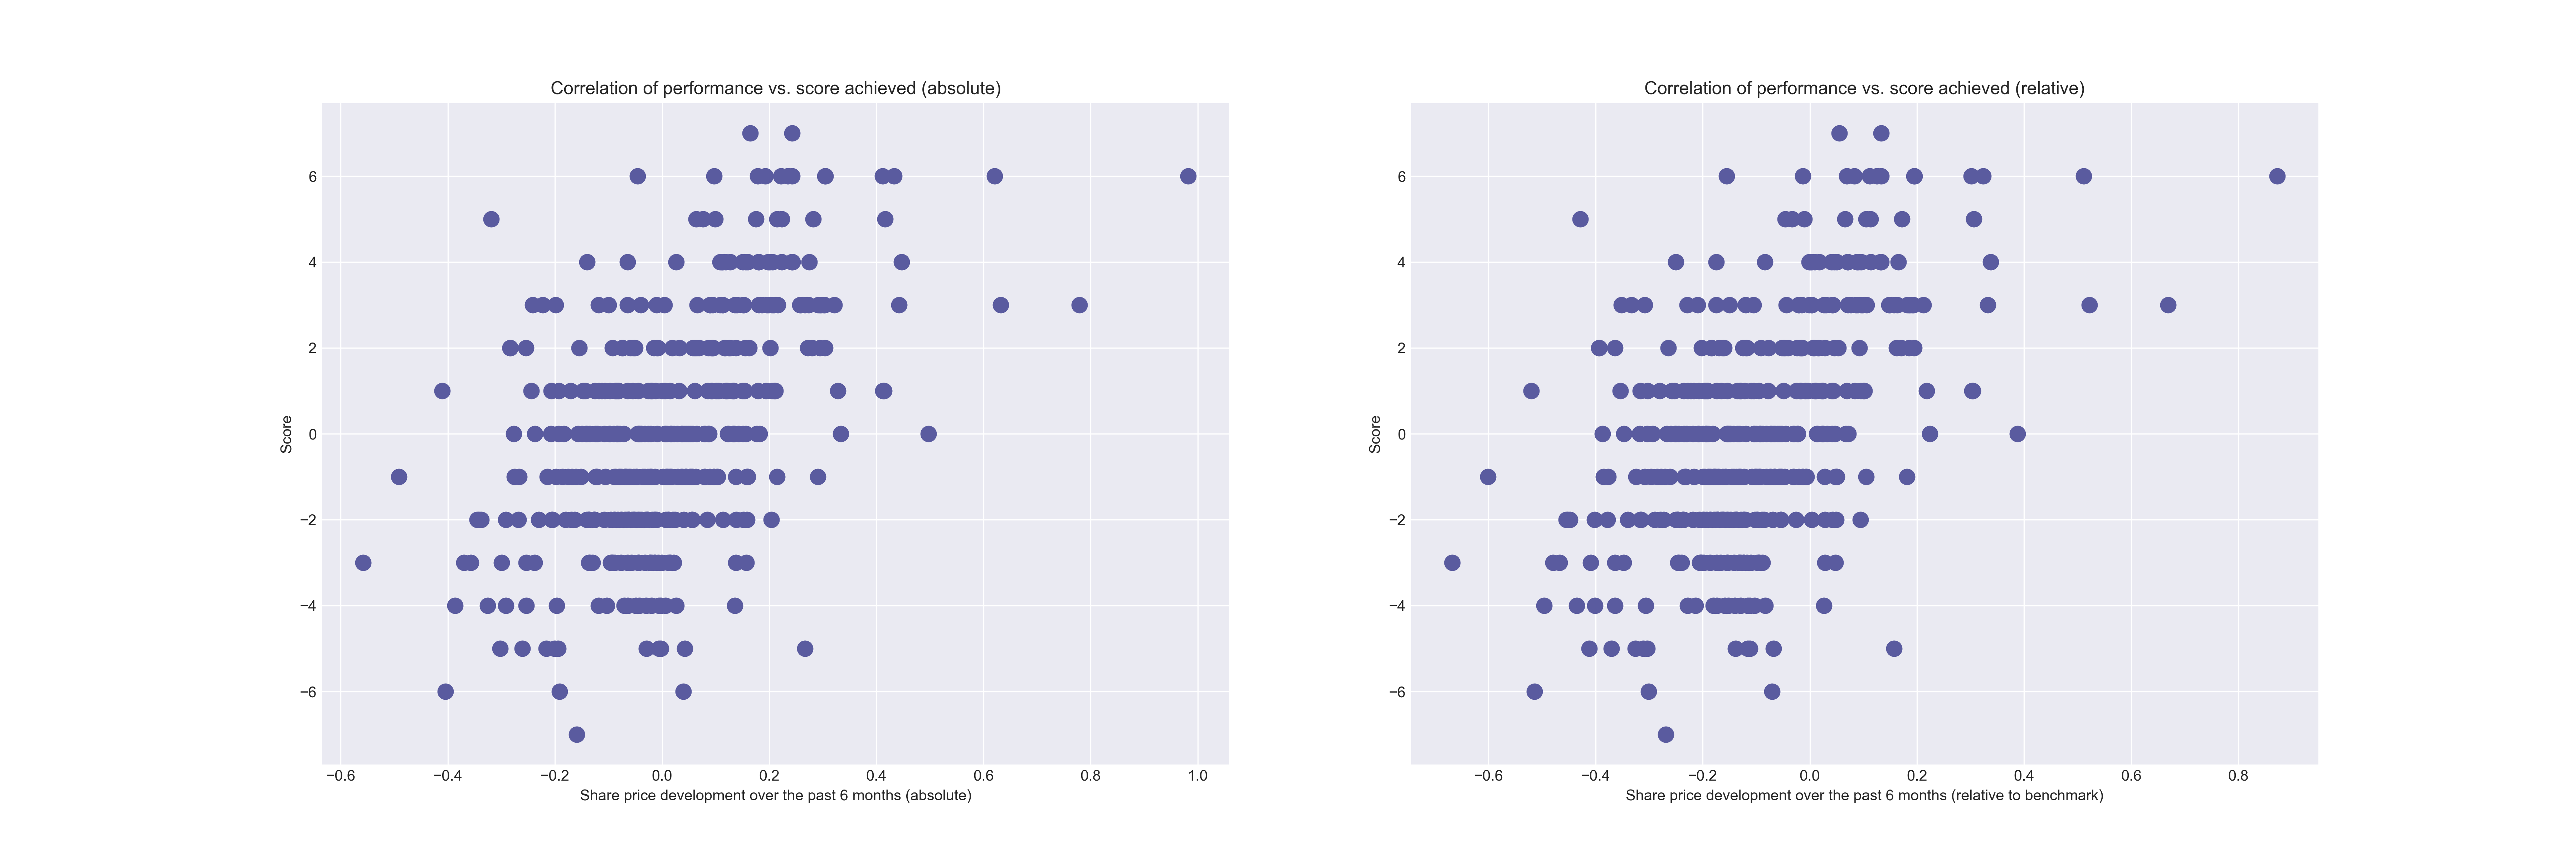 Correlation of performance vs. score achieved (absolute)
6
4
2
0
−2
−4
−6
Score
−0.6 −0.4 −0.2 0.0 0.2 0.4 0.6 0.8 1.0
Share price development over the past 6 months (absolute)
Correlation of performance vs. score achieved (relative)
6
4
2
0
−2
−4
−6
Score
−0.6 −0.4 −0.2 0.0 0.2 0.4 0.6 0.8
Share price development over the past 6 months (relative to benchmark)